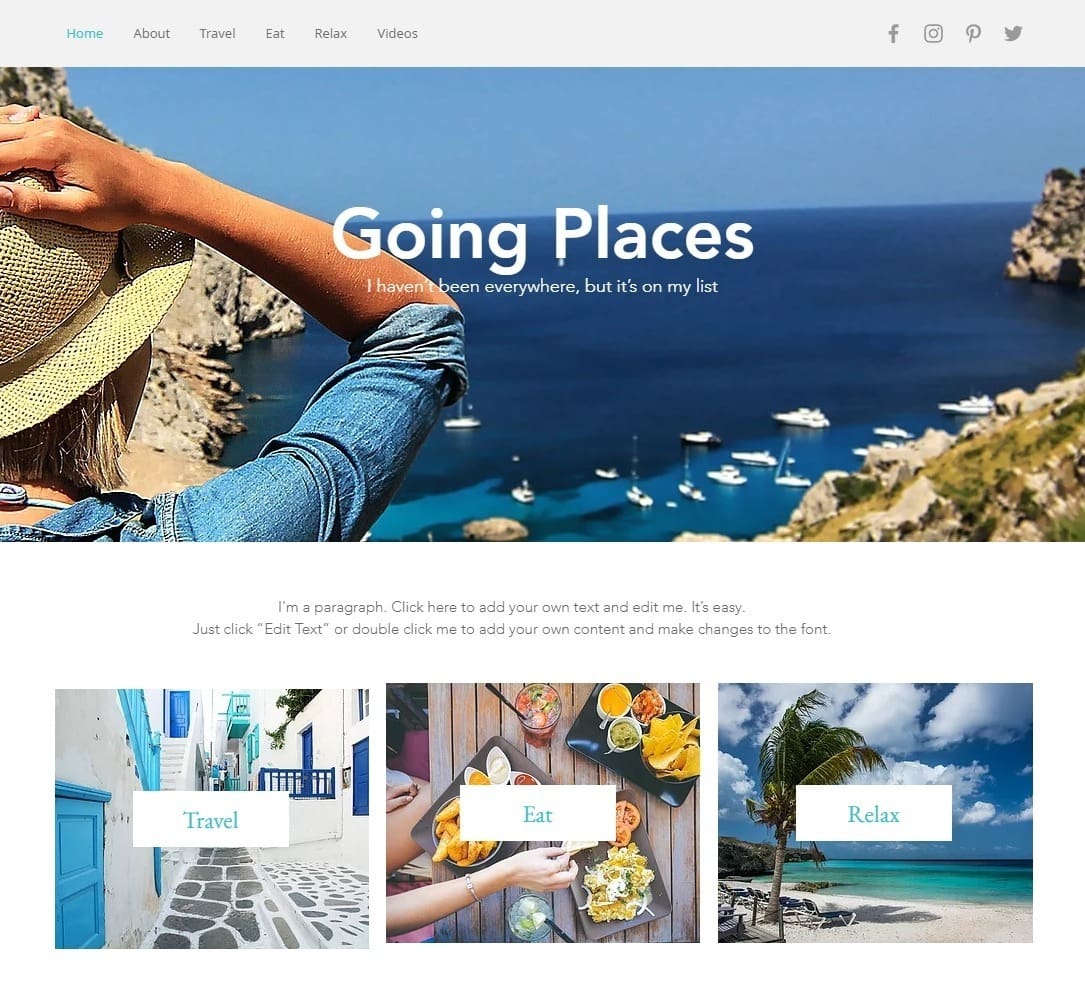 Home About Travel Eat Relax Videos
Going Places
I haven't been everywhere, but it's on my list
I'm a paragraph. Click here to add your own text and edit me. It's easy.
Just click “Edit Text” or double click me to add your own content and make changes to the font.
Travel
Eat
Relax